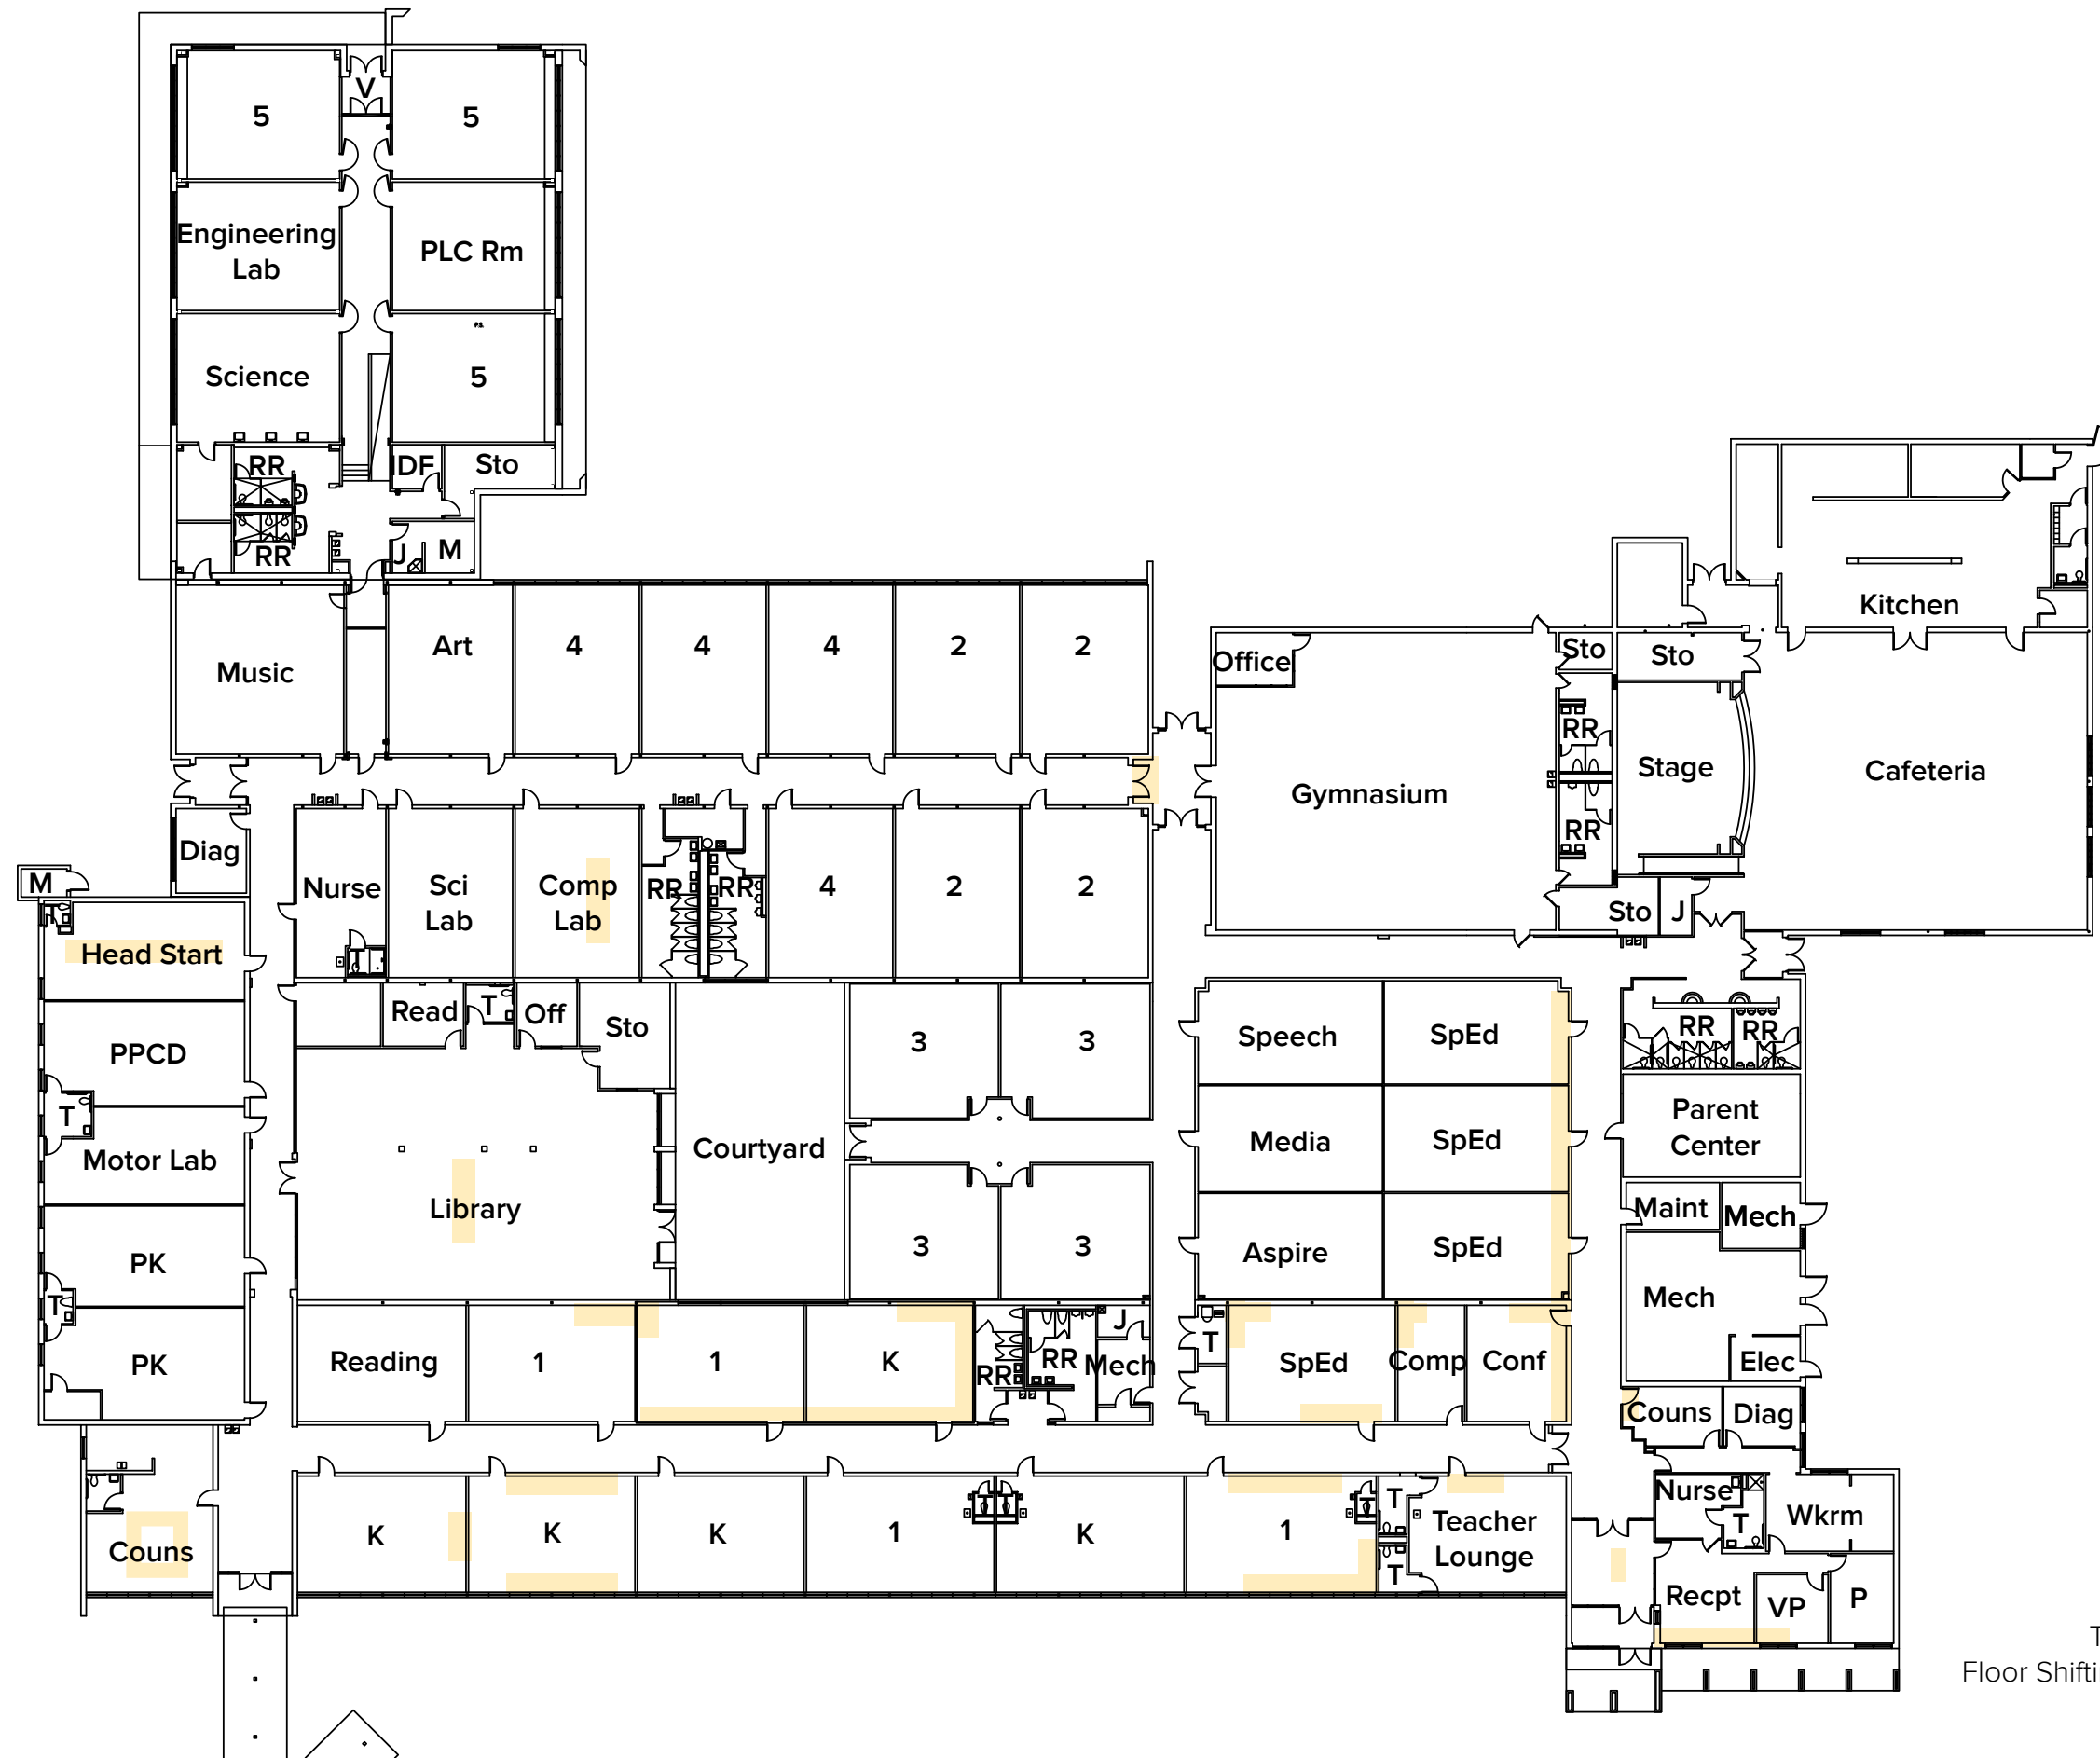 V
5
5
Engineering
Lab
PLC Rm
Science
5
RR
IDF
Sto
RR
J
M
Music
Art
4
4
4
2
2
Kitchen
Office
Sto
Sto
RR
Stage
Cafeteria
Gymnasium
RR
Sto
J
Diag
M
Nurse
Sci
Lab
Comp
Lab
RR
RR
4
2
2
Head Start
PPCD
T
Motor Lab
PK
T
PK
Read
T
Off
Sto
Library
Courtyard
3
3
3
3
Speech
SpEd
Media
SpEd
Aspire
SpEd
RR
RR
Parent
Center
Maint
Mech
Mech
Elec
Reading
1
1
K
RR
RR
J
Mech
T
SpEd
Comp
Conf
Couns
Diag
Couns
K
K
K
1
T
T
K
1
T
T
T
Teacher
Lounge
Nurse
T
Wkrm
Recpt
VP
P
T
Floor Shifti